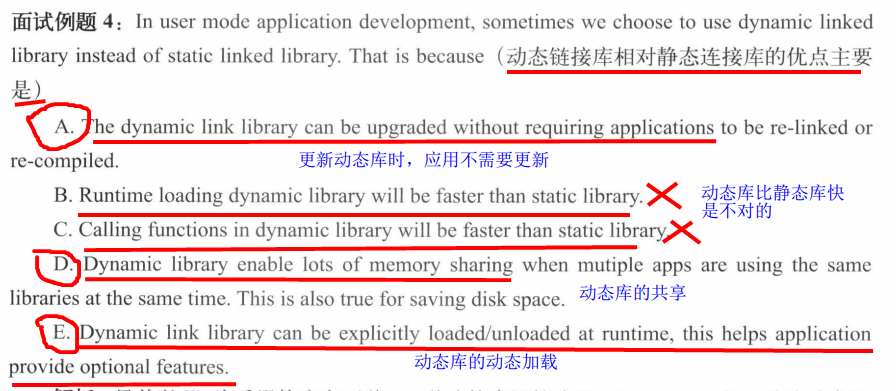 面试例题 4：In user mode application development, sometimes we choose to use dynamic linked
library instead of static linked library. That is because（动态链接库相对静态连接库的优点主要
是）
A. The dynamic link library can be upgraded without requiring applications to be re-linked or
re-compiled.
更新动态库时，应用不需要更新
B. Runtime loading dynamic library will be faster than static library.
动态库比静态库快
是不对的
C. Calling functions in dynamic library will be faster than static library.
D. Dynamic library enable lots of memory sharing when mutiple apps are using the same
libraries at the same time. This is also true for saving disk space.
动态库的共享
E. Dynamic link library can be explicitly loaded/unloaded at runtime, this helps application
provide optional features.
动态库的动态加载